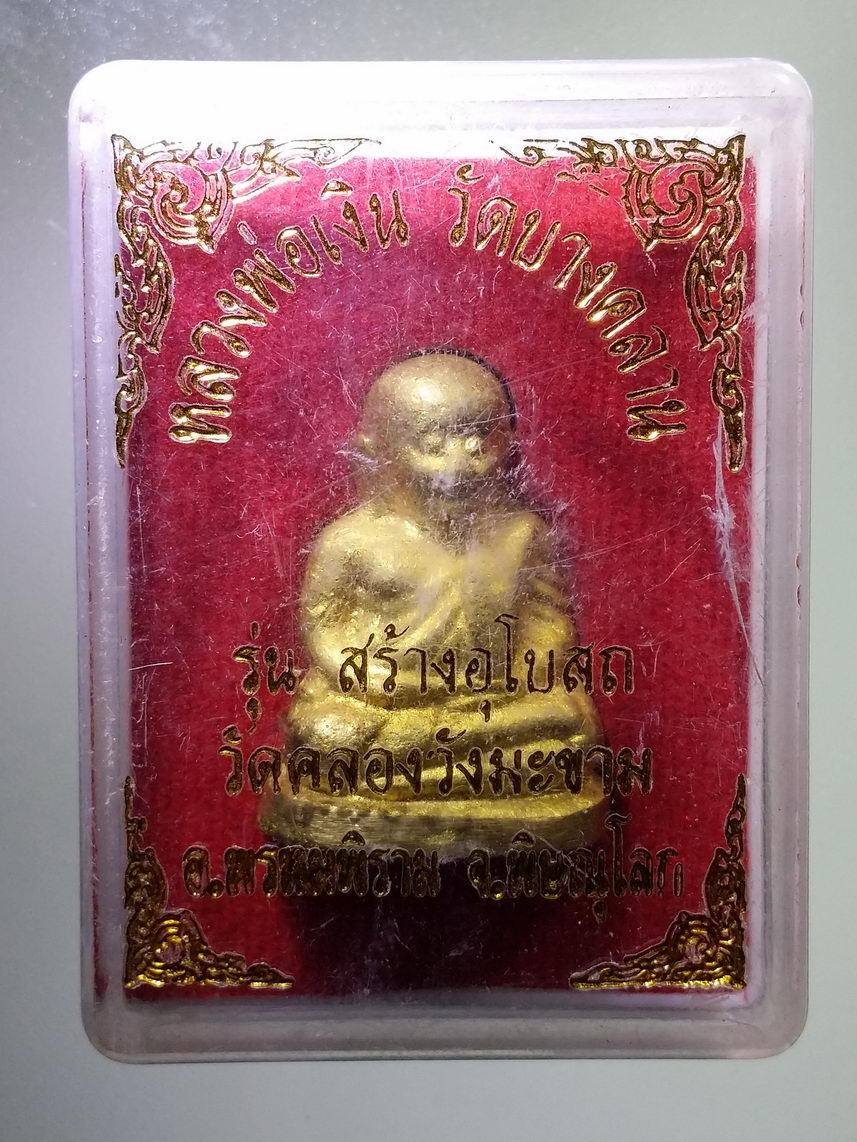 หลวงพ่อเงิน วัดบางคลาน
รุ่น สร้างอุโบสถ
วัดคลองวังมะขาม
อ.พรหมพิราม จ.พิษณุโลก